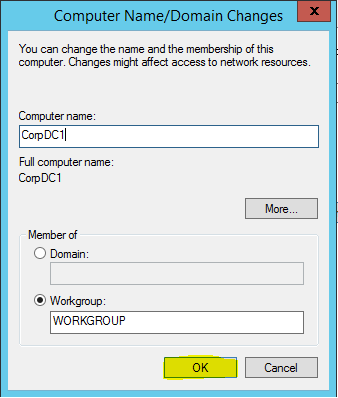 Computer Name/Domain Changes
x
You can change the name and the membership of this
computer. Changes might affect access to network resources.
Computer name:
CorpDC1
Full computer name:
CorpDC1
More...
Member of
Domain:
Workgroup:
WORKGROUP
OK
Cancel